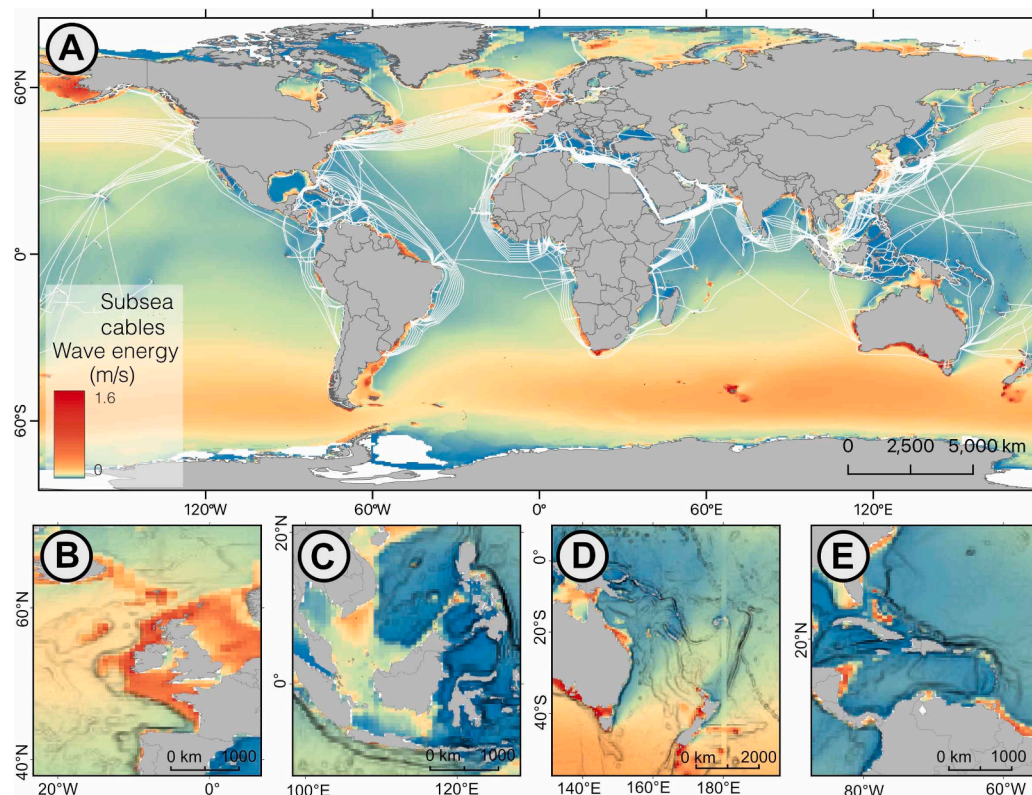 A
60°N
0°
60°S
Subsea
cables
Wave energy
(m/s)
1.6
0
0 2,500 5,000 km
120°W 60°W 0° 60°E 120°E
B
60°N
40°N
0 km 1000
20°W 0°
C
20°N
0°
0 km 1000
100°E 120°E
D
0°
20°S
40°S
0 km 2000
140°E 160°E 180°E
E
20°N
0 km 1000
80°W 60°W